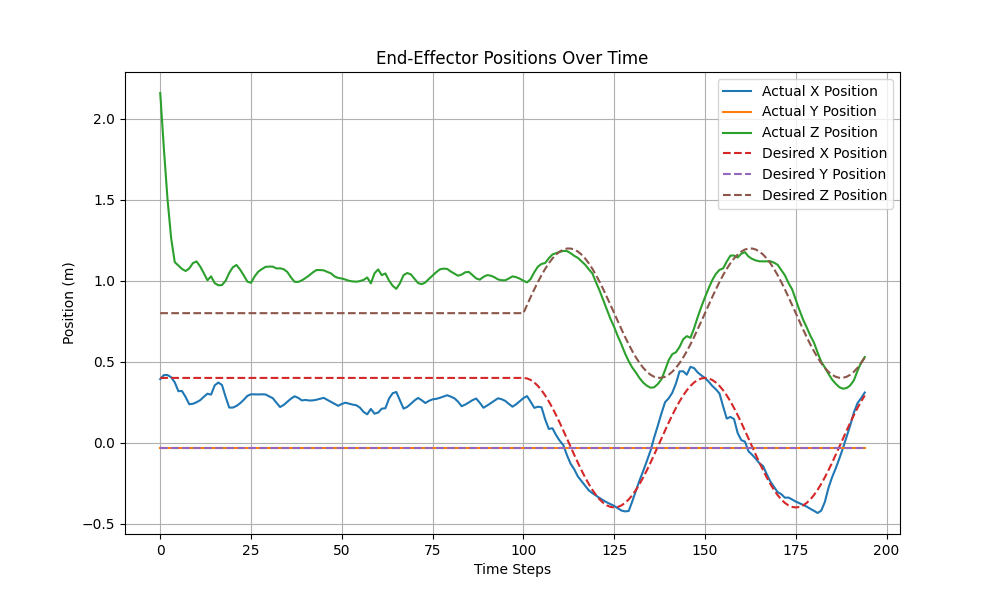 End-Effector Positions Over Time
Actual X Position
Actual Y Position
Actual Z Position
Desired X Position
Desired Y Position
Desired Z Position
Position (m)
2.0
1.5
1.0
0.5
0.0
−0.5
0 25 50 75 100 125 150 175 200
Time Steps